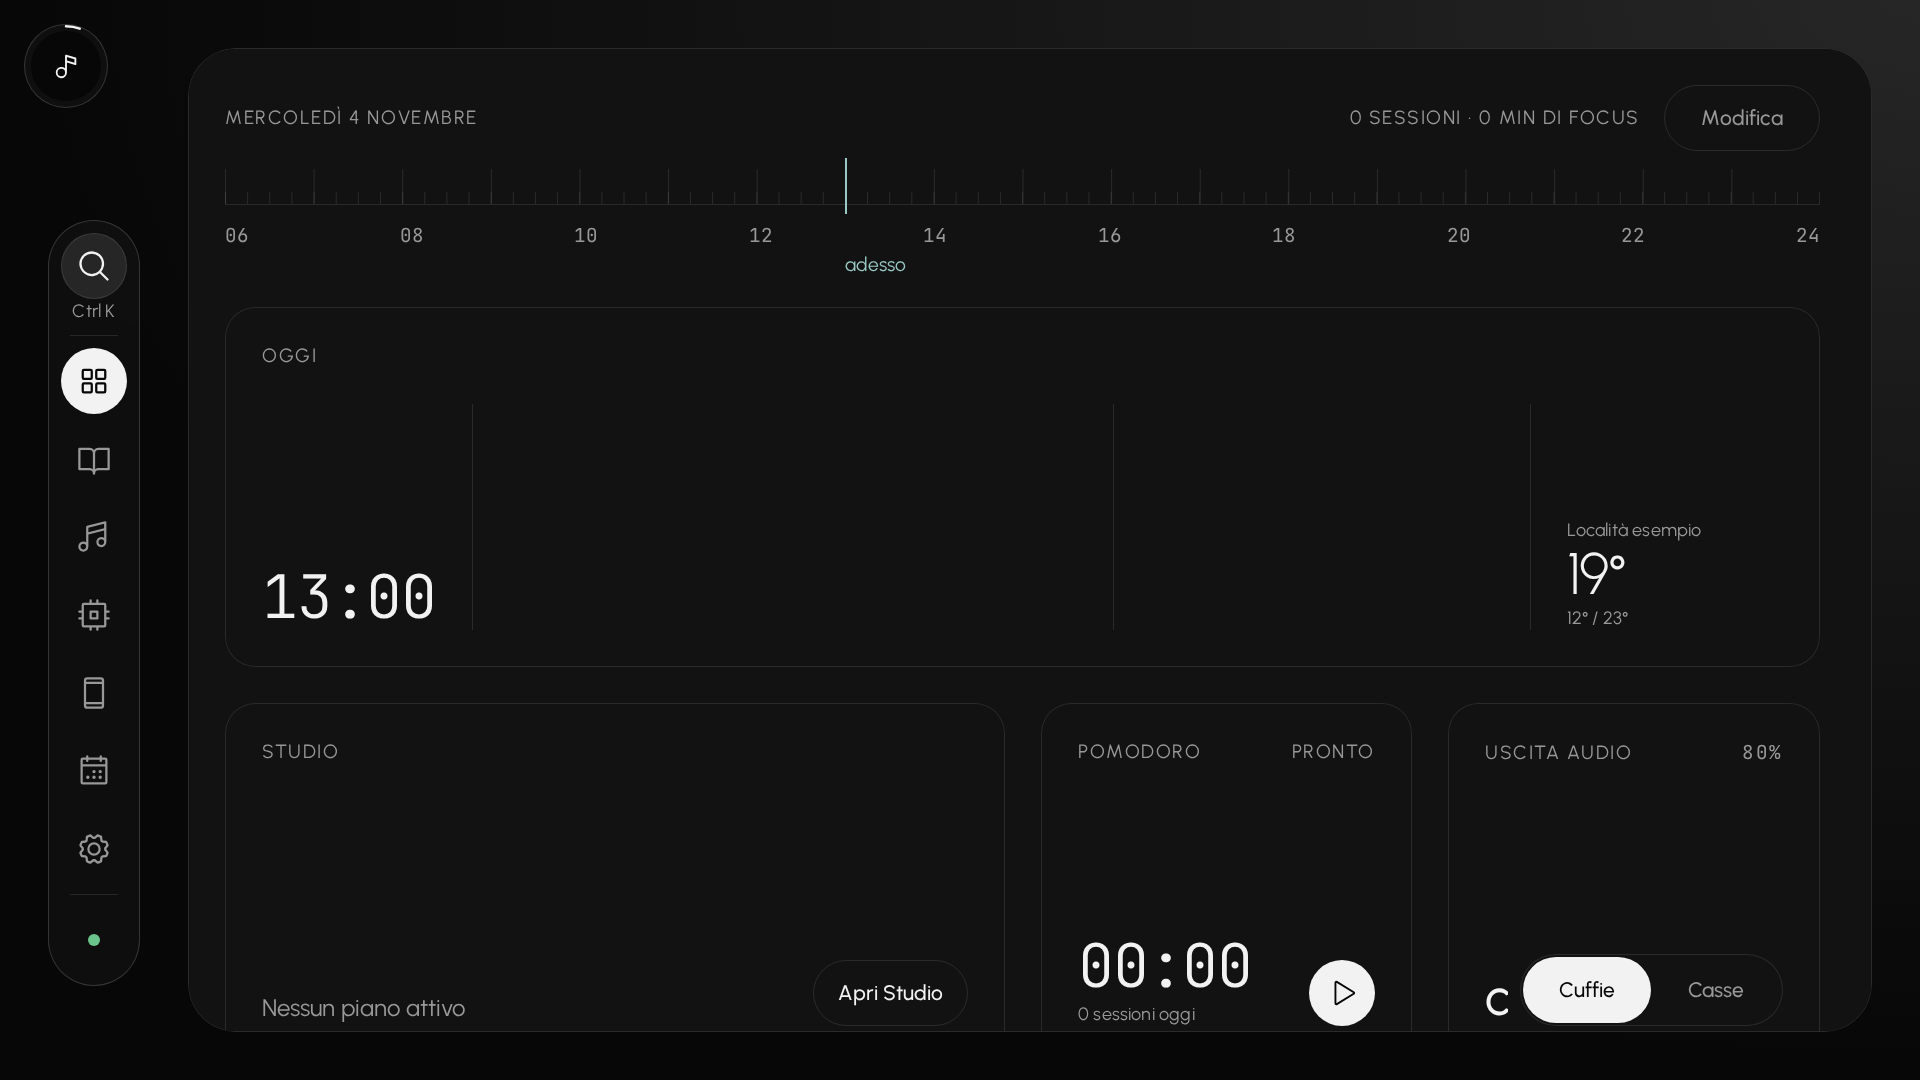 MERCOLEDÌ 4 NOVEMBRE
0 SESSIONI · 0 MIN DI FOCUS
Modifica
06 08 10 12 14 16 18 20 22 24
adesso
Ctrl K
OGGI
13:00
Località esempio
19°
12° / 23°
STUDIO
Nessun piano attivo
Apri Studio
POMODORO
PRONTO
00:00
0 sessioni oggi
USCITA AUDIO
80%
C
Cuffie
Casse